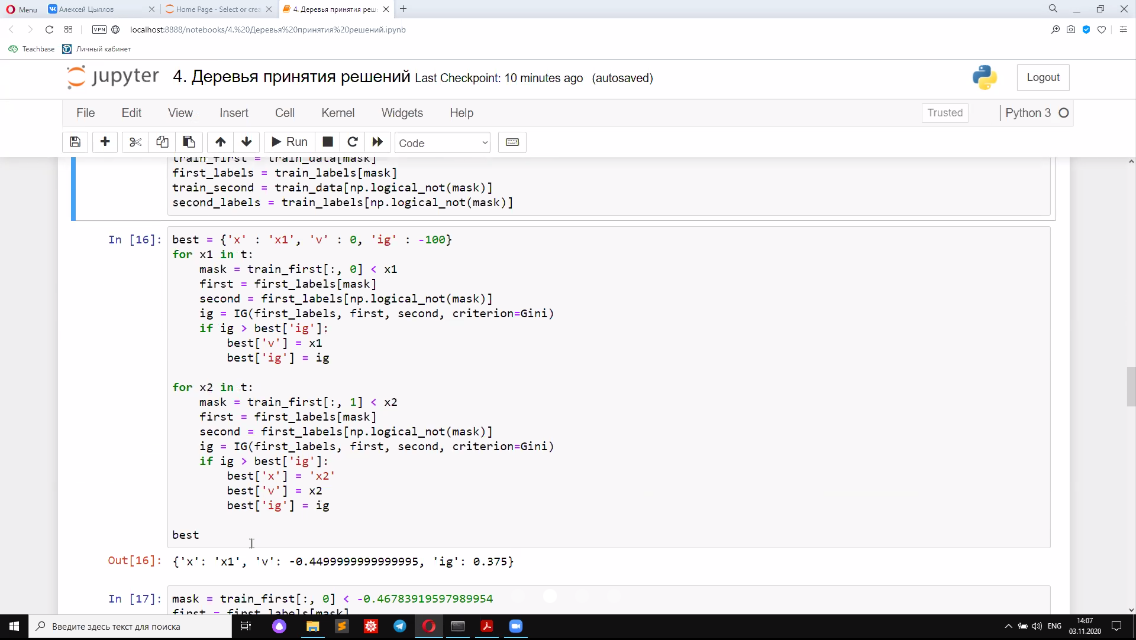 Menu
Алексей Цыплов
Home Page - Select or cre
4. Деревья принятия реш
VPN
localhost:8888/notebooks/4.%20Деревья%20принятия%20решений.ipynb
Teachbase
Личный кабинет
jupyter
4. Деревья принятия решений Last Checkpoint: 10 minutes ago (autosaved)
Logout
File Edit View Insert Cell Kernel Widgets Help
Trusted
Python 3
Run
Code
train_first = train_data[mask]
first_labels = train_labels[mask]
train_second = train_data[np.logical_not(mask)]
second_labels = train_labels[np.logical_not(mask)]
In [16]:
best = {'x' : 'x1', 'v' : 0, 'ig' : -100}
for x1 in t:
    mask = train_first[:, 0] < x1
    first = first_labels[mask]
    second = first_labels[np.logical_not(mask)]
    ig = IG(first_labels, first, second, criterion=Gini)
    if ig > best['ig']:
        best['v'] = x1
        best['ig'] = ig
for x2 in t:
    mask = train_first[:, 1] < x2
    first = first_labels[mask]
    second = first_labels[np.logical_not(mask)]
    ig = IG(first_labels, first, second, criterion=Gini)
    if ig > best['ig']:
        best['x'] = 'x2'
        best['v'] = x2
        best['ig'] = ig
best
Out[16]: {'x': 'x1', 'v': -0.4499999999999995, 'ig': 0.375}
In [17]:
mask = train_first[:, 0] < -0.46783919597989954
first = first_labels[mask]
Введите здесь текст для поиска
ENG
14:07
03.11.2020